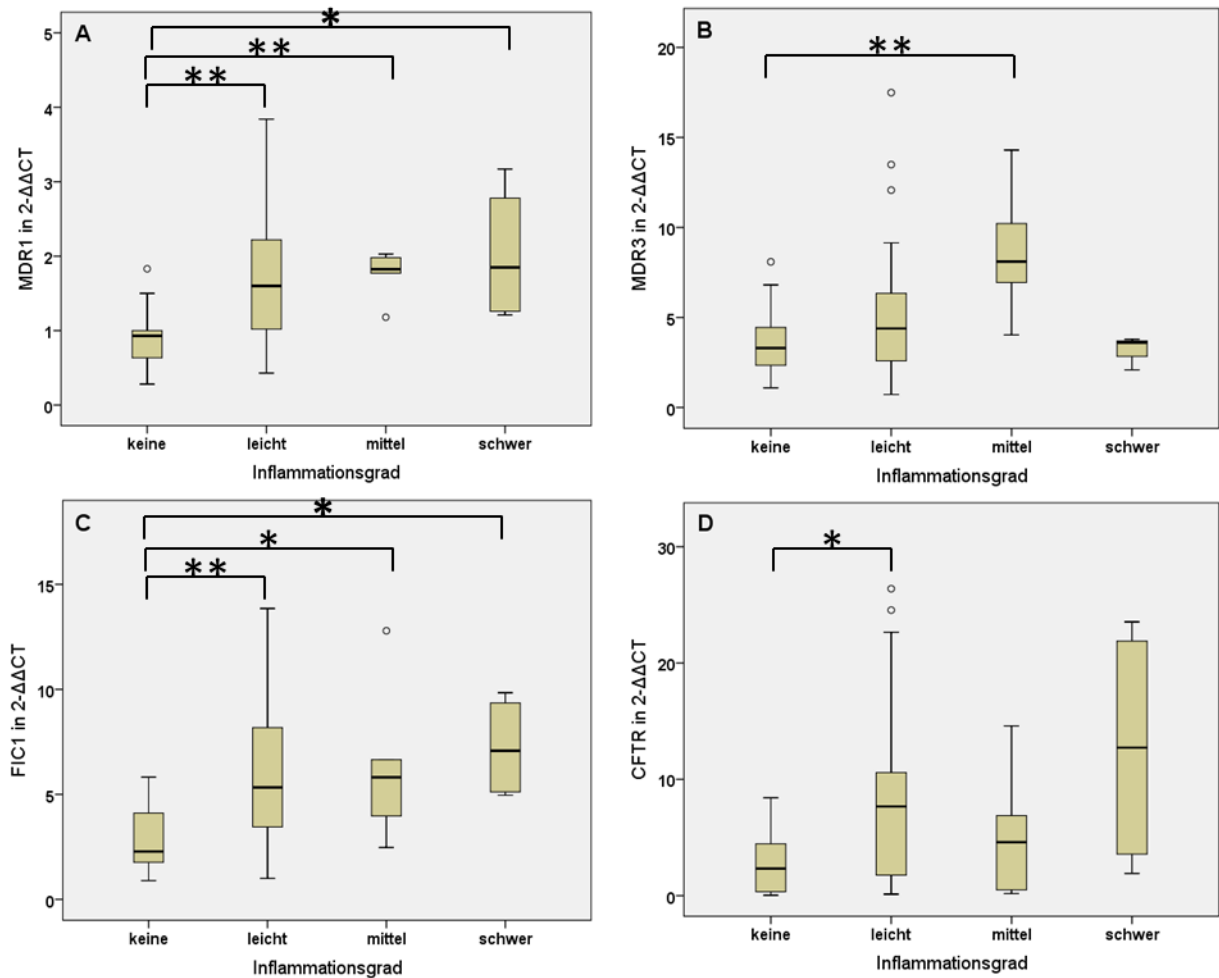 A
* 
**
**
5
4
3
2
1
0
MDR1 in 2-ΔΔCT
keine leicht mittel schwer
Inflammationsgrad
B
**
20
15
10
5
0
MDR3 in 2-ΔΔCT
keine leicht mittel schwer
Inflammationsgrad
C
*
*
**
15
10
5
0
FIC1 in 2-ΔΔCT
keine leicht mittel schwer
Inflammationsgrad
D
*
30
20
10
0
CFTR in 2-ΔΔCT
keine leicht mittel schwer
Inflammationsgrad